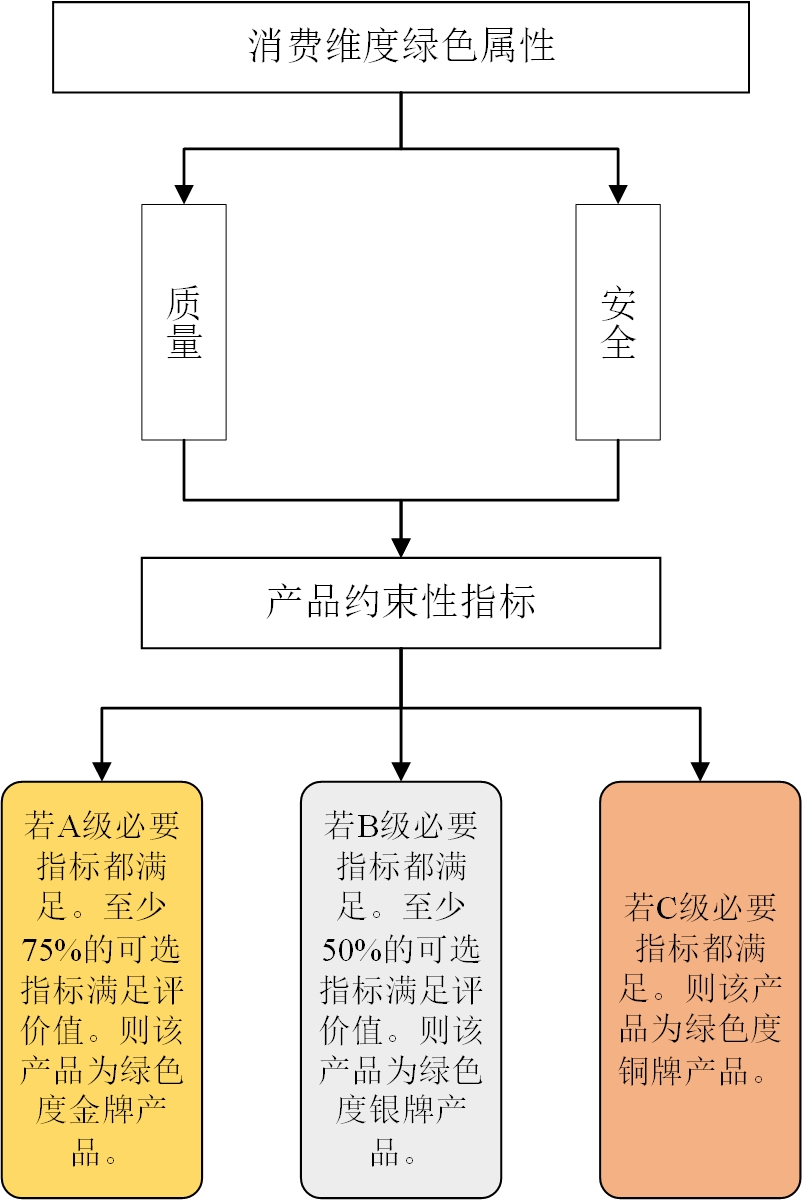 消费维度绿色属性
质
量
安
全
产品约束性指标
若A级必要
指标都满
足。至少
75%的可选
指标满足评
价值。则该
产品为绿色
度金牌产
品。
若B级必要
指标都满
足。至少
50%的可选
指标满足评
价值。则该
产品为绿色
度银牌产
品。
若C级必要
指标都满
足。则该产
品为绿色度
铜牌产品。